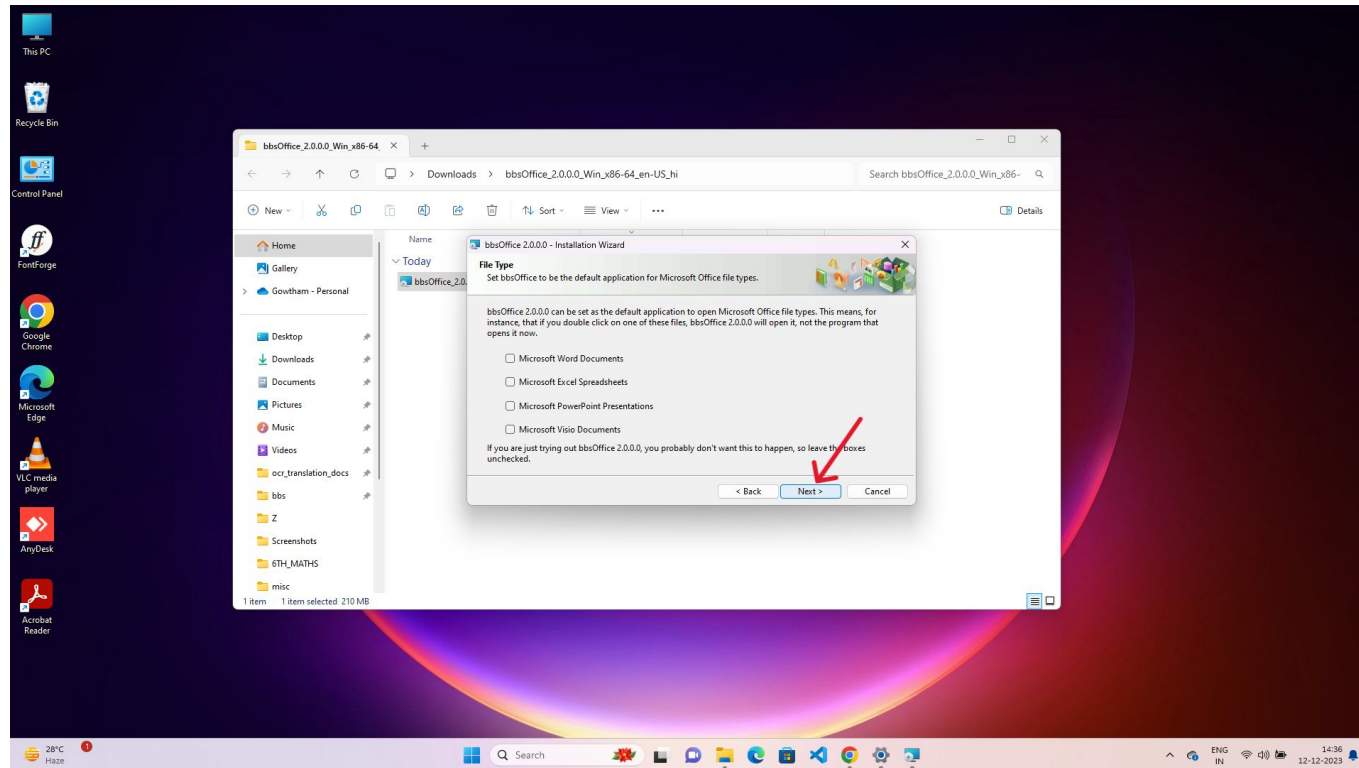 This PC
Recycle Bin
Control Panel
FontForge
Google
Chrome
Microsoft
Edge
VLC media
player
AnyDesk
Acrobat
Reader
bbsOffice_2.0.0.0_Win_x86-64_
Downloads > bbsOffice_2.0.0.0_Win_x86-64_en-US_hi
Search bbsOffice_2.0.0.0_Win_x86-
New
Sort
View
Details
Home
Gallery
Gowtham - Personal
Desktop
Downloads
Documents
Pictures
Music
Videos
ocr_translation_docs
bbs
Z
Screenshots
6TH_MATHS
misc
1 item 1 item selected 210 MB
Name
Today
bbsOffice_2.0.
bbsOffice 2.0.0.0 - Installation Wizard
File Type
Set bbsOffice to be the default application for Microsoft Office file types.
bbsOffice 2.0.0.0 can be set as the default application to open Microsoft Office file types. This means, for
instance, that if you double click on one of these files, bbsOffice 2.0.0.0 will open it, not the program that
opens it now.
Microsoft Word Documents
Microsoft Excel Spreadsheets
Microsoft PowerPoint Presentations
Microsoft Visio Documents
If you are just trying out bbsOffice 2.0.0.0, you probably don't want this to happen, so leave the boxes
unchecked.
< Back Next > Cancel
28°C
Haze
1
Search
ENG
IN
14:36
12-12-2023